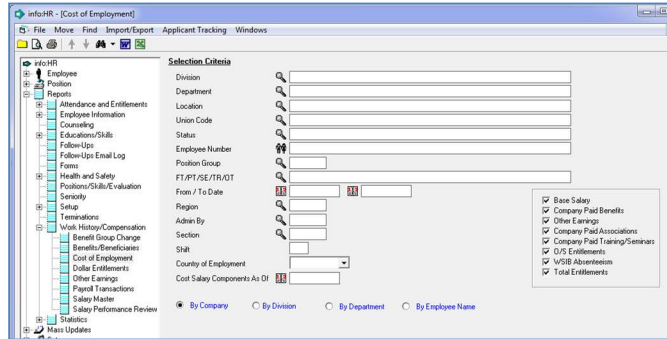 info:HR - [Cost of Employment]
File Move Find Import/Export Applicant Tracking Windows
info:HR
Employee
Position
Reports
Attendance and Entitlements
Employee Information
Counseling
Educations/Skills
Follow-Ups
Follow-Ups Email Log
Forms
Health and Safety
Positions/Skills/Evaluation
Seniority
Setup
Terminations
Work History/Compensation
Benefit Group Change
Benefits/Beneficiaries
Cost of Employment
Dollar Entitlements
Other Earnings
Payroll Transactions
Salary Master
Salary Performance Review
Statistics
Mass Updates
Selection Criteria
Division
Department
Location
Union Code
Status
Employee Number
Position Group
FT/PT/SE/TR/OT
From / To Date
Region
Admin By
Section
Shift
Country of Employment
Cost Salary Components As Of
By Company By Division By Department By Employee Name
Base Salary
Company Paid Benefits
Other Earnings
Company Paid Associations
Company Paid Training/Seminars
O/S Entitlements
WSIB Absenteeism
Total Entitlements